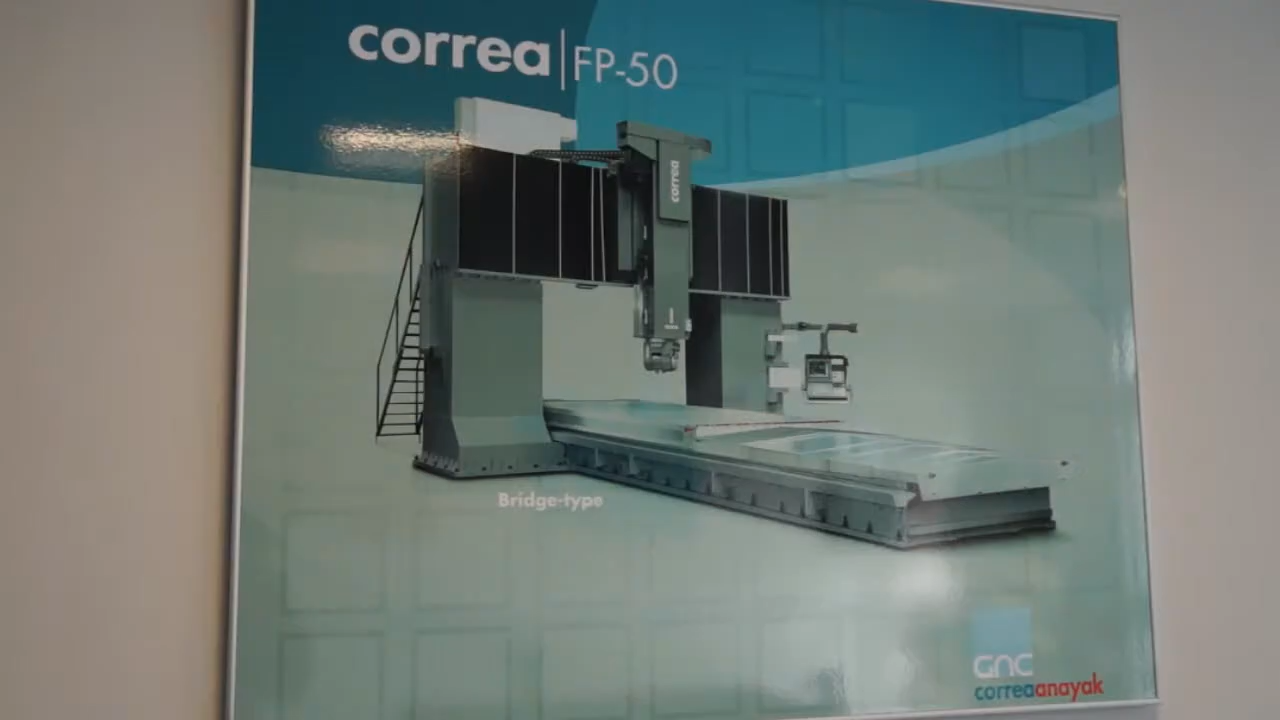 correa | FP-50
correa
Bridge-type
GNC
correaanayak